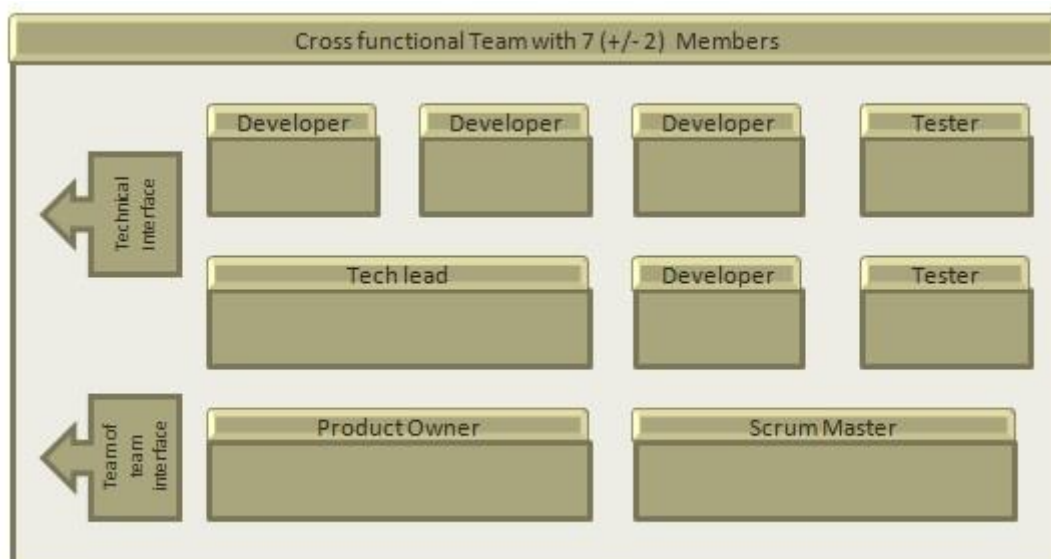 Cross functional Team with 7 (+/- 2) Members
Developer
Developer
Developer
Tester
Technical
Interface
Tech lead
Developer
Tester
Team of
team
interface
Product Owner
Scrum Master